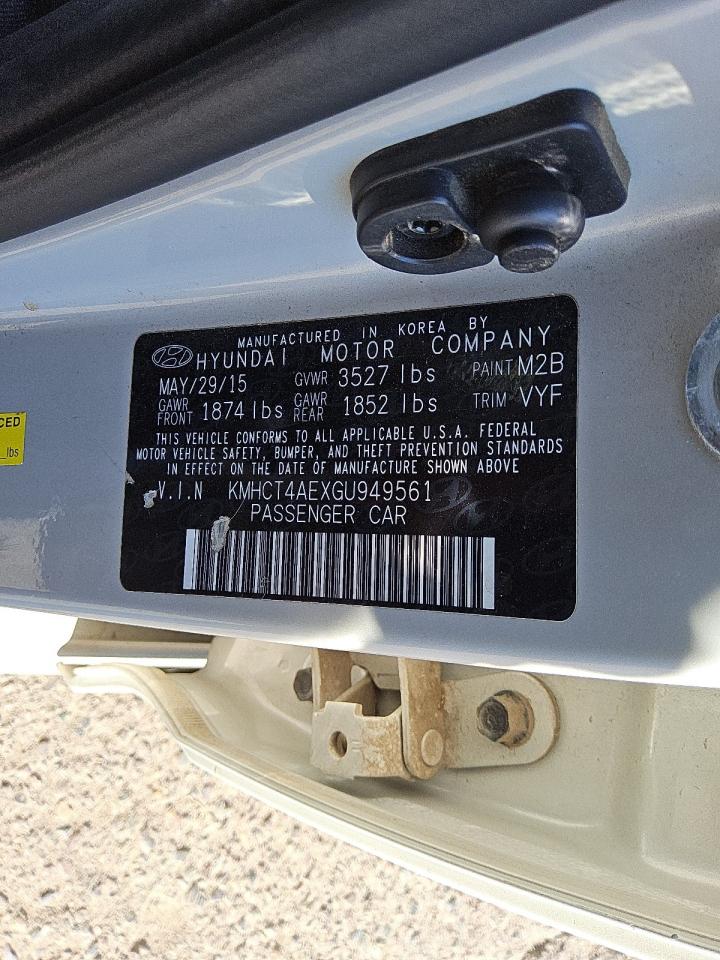 MANUFACTURED IN KOREA BY
HYUNDAI MOTOR COMPANY
MAY/29/15 GVWR 3527 lbs PAINT M2B
GAWR FRONT 1874 lbs GAWR REAR 1852 lbs TRIM VYF
THIS VEHICLE CONFORMS TO ALL APPLICABLE U.S.A. FEDERAL
MOTOR VEHICLE SAFETY, BUMPER, AND THEFT PREVENTION STANDARDS
IN EFFECT ON THE DATE OF MANUFACTURE SHOWN ABOVE
V.I.N KMHCT4AEXGU949561
PASSENGER CAR
CED
lbs